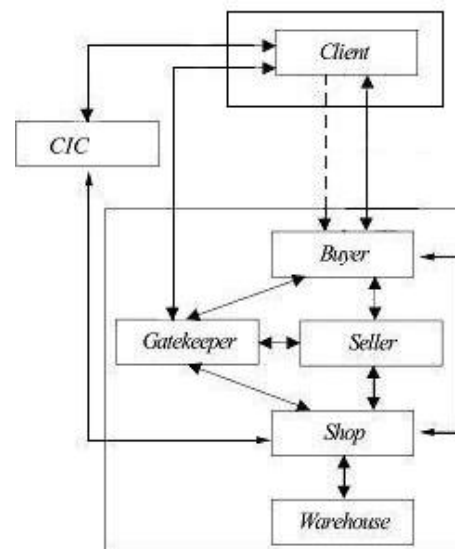 Client
CIC
Buyer
Gatekeeper
Seller
Shop
Warehouse